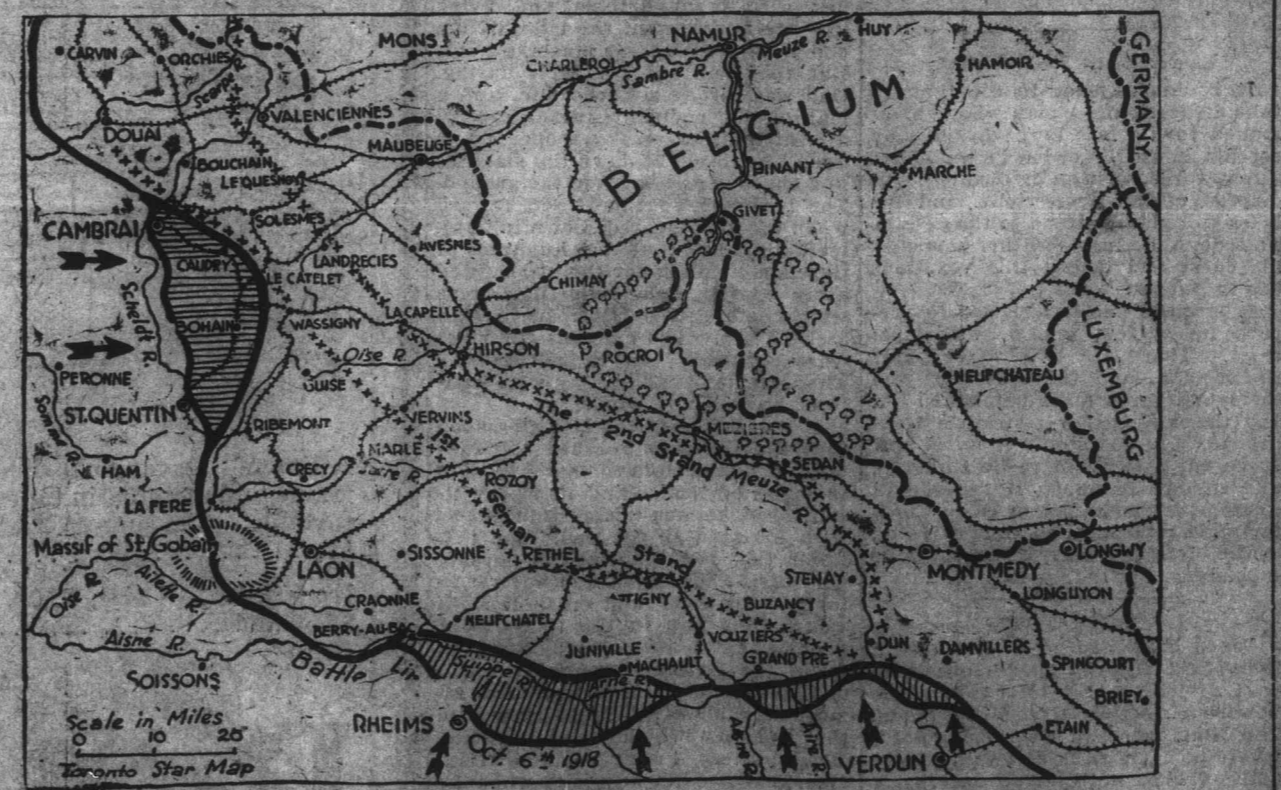 CARVIN
ORCHIES
Scarpe R.
MONS
CHARLEROI
NAMUR
Sambre R.
Meuze R.
HUY
HAMOIR
GERMANY
DOUAI
VALENCIENNES
MAUBEUGE
BELGIUM
BOUCHAIN
LE QUESNOY
BINANT
MARCHE
CAMBRAI
SOLESMES
AVESNES
GIVET
CAUDRY
LANDRECIES
LE CATELET
CHIMAY
Scheldt R.
BOHAIN
WASSIGNY
LA CAPELLE
Oise R.
HIRSON
ROCROI
LUXEMBURG
PERONNE
GUISE
NEUFCHATEAU
Somme R.
ST. QUENTIN
RIBEMONT
VERVINS
The 2nd Stand
MEZIERES
Meuze R.
SEDAN
HAM
CRECY
MARLE
1st German Stand
ROZOY
LA FERE
Massif of St. Gobain
LAON
SISSONNE
RETHEL
STENAY
MONTMEDY
LONGWY
Oise R.
Ailette R.
CRAONNE
BUZANCY
LONGUYON
Aisne R.
BERRY-AU-BAC
NEUFCHATEL
JUNIVILLE
VOUZIERS
DUN
DAMVILLERS
SOISSONS
Battle
Suippe R.
MACHAULT
Arne R.
GRAND PRE
SPINCOURT
BRIEY
Scale in Miles
0 10 20
Toronto Star Map
RHEIMS
Oct. 6th 1918
Aisne R.
Aire R.
VERDUN
ETAIN